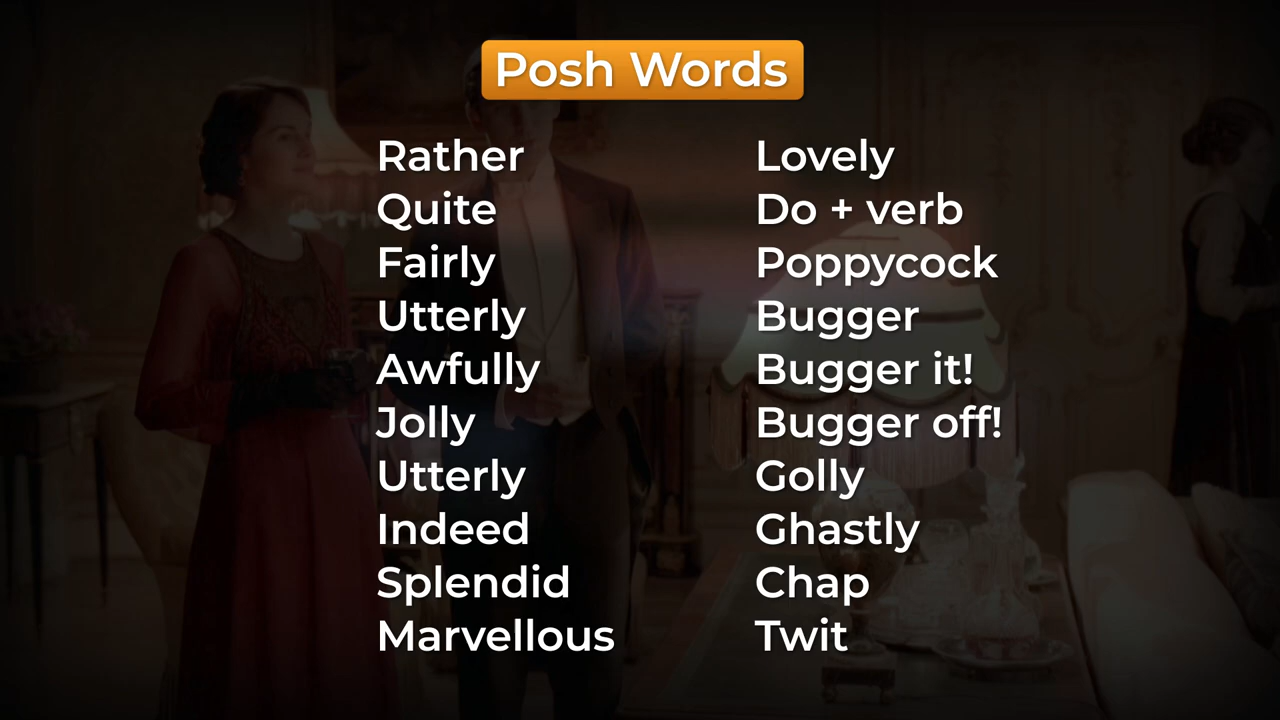 Posh Words
Rather
Quite
Fairly
Utterly
Awfully
Jolly
Utterly
Indeed
Splendid
Marvellous
Lovely
Do + verb
Poppycock
Bugger
Bugger it!
Bugger off!
Golly
Ghastly
Chap
Twit